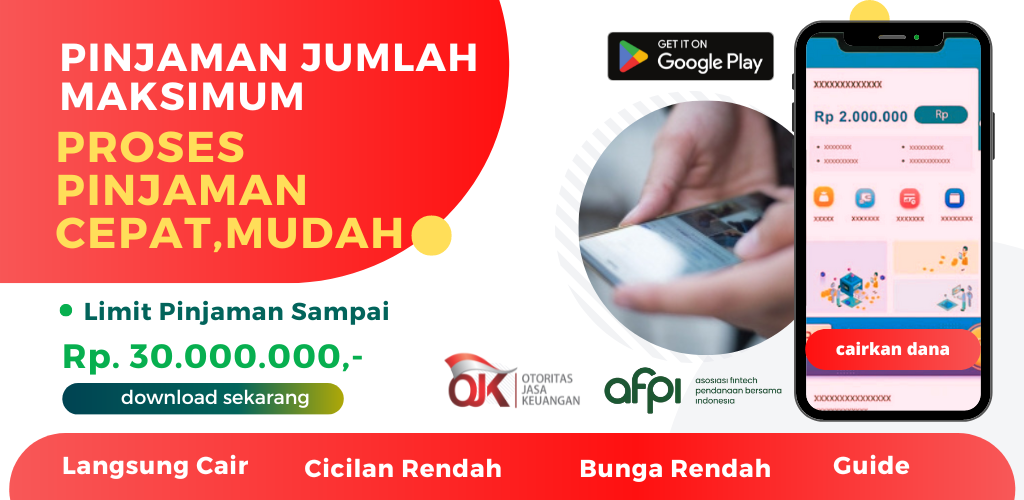 PINJAMAN JUMLAH
MAKSIMUM
PROSES
PINJAMAN
CEPAT,MUDAH
Limit Pinjaman Sampai
Rp. 30.000.000,-
download sekarang
GET IT ON
Google Play
XXXXXXXXXXXXX
Rp 2.000.000
Rp
cairkan dana
OJK
OTORITAS
JASA
KEUANGAN
afpi
asosiasi fintech
pendanaan bersama
indonesia
Langsung Cair
Cicilan Rendah
Bunga Rendah
Guide